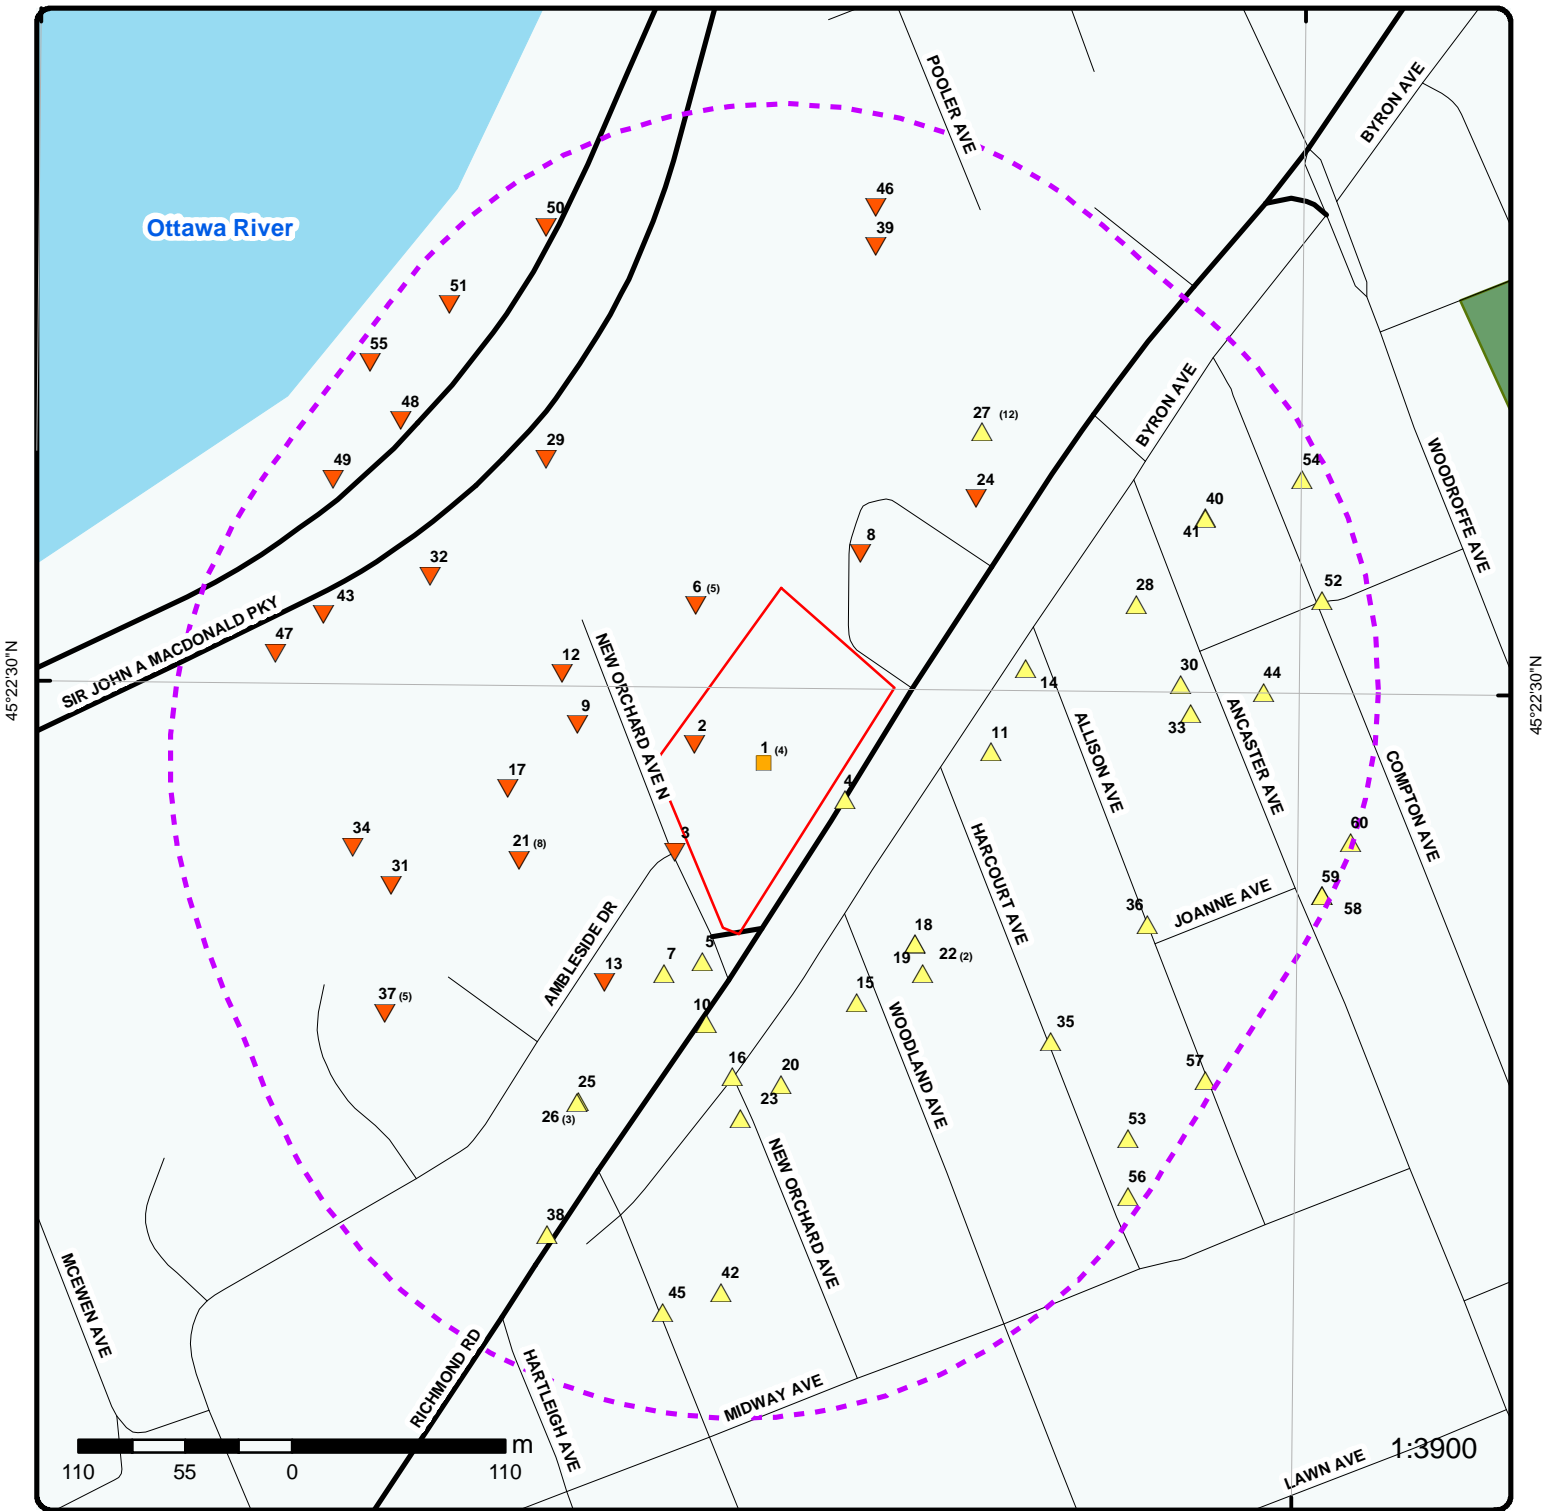 POOLER AVE
BYRON AVE
46
50
39
Ottawa River
51
55
BYRON AVE
48
27 (12)
29
WOODROFFE AVE
49
54
24
40
41
8
32
28
52
6 (5)
43
SIR JOHN A MACDONALD PKY
47
12
NEW ORCHARD AVE N
14
30
44
45°22'30"N
45°22'30"N
9
2
1 (4)
11
ALLISON AVE
33
ANCASTER AVE
17
4
COMPTON AVE
34
3
60
21 (8)
31
HARCOURT AVE
59
58
36
JOANNE AVE
AMBLESIDE DR
18
19
22 (2)
7
5
13
37 (5)
15
10
WOODLAND AVE
35
16
20
57
25
26 (3)
23
53
NEW ORCHARD AVE
56
38
MCEWEN AVE
42
45
RICHMOND RD
HARTLEIGH AVE
MIDWAY AVE
m
110
55
0
110
LAWN AVE
1:3900